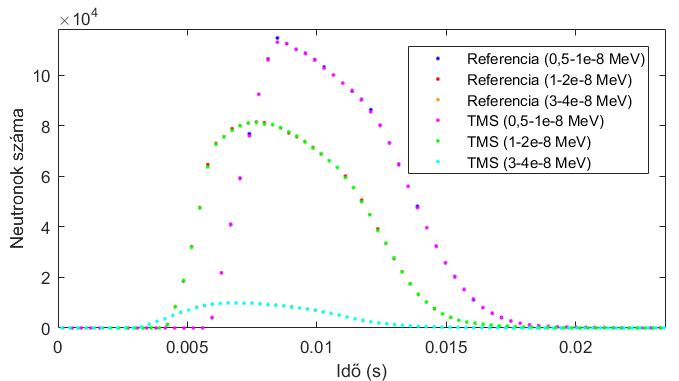 ×10⁴
10
8
6
4
2
0
Neutronok száma
Referencia (0,5-1e-8 MeV)
Referencia (1-2e-8 MeV)
Referencia (3-4e-8 MeV)
TMS (0,5-1e-8 MeV)
TMS (1-2e-8 MeV)
TMS (3-4e-8 MeV)
0 0.005 0.01 0.015 0.02
Idő (s)